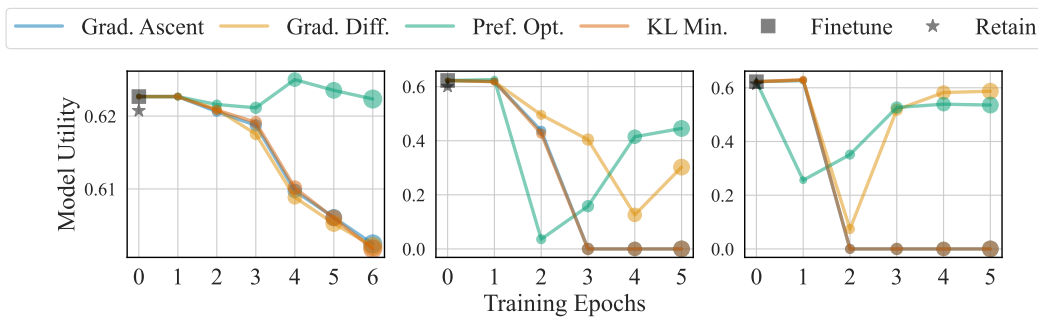 Grad. Ascent Grad. Diff. Pref. Opt. KL Min. Finetune Retain
Model Utility
0.62
0.61
0 1 2 3 4 5 6
0.6
0.4
0.2
0.0
0 1 2 3 4 5
0.6
0.4
0.2
0.0
0 1 2 3 4 5
Training Epochs